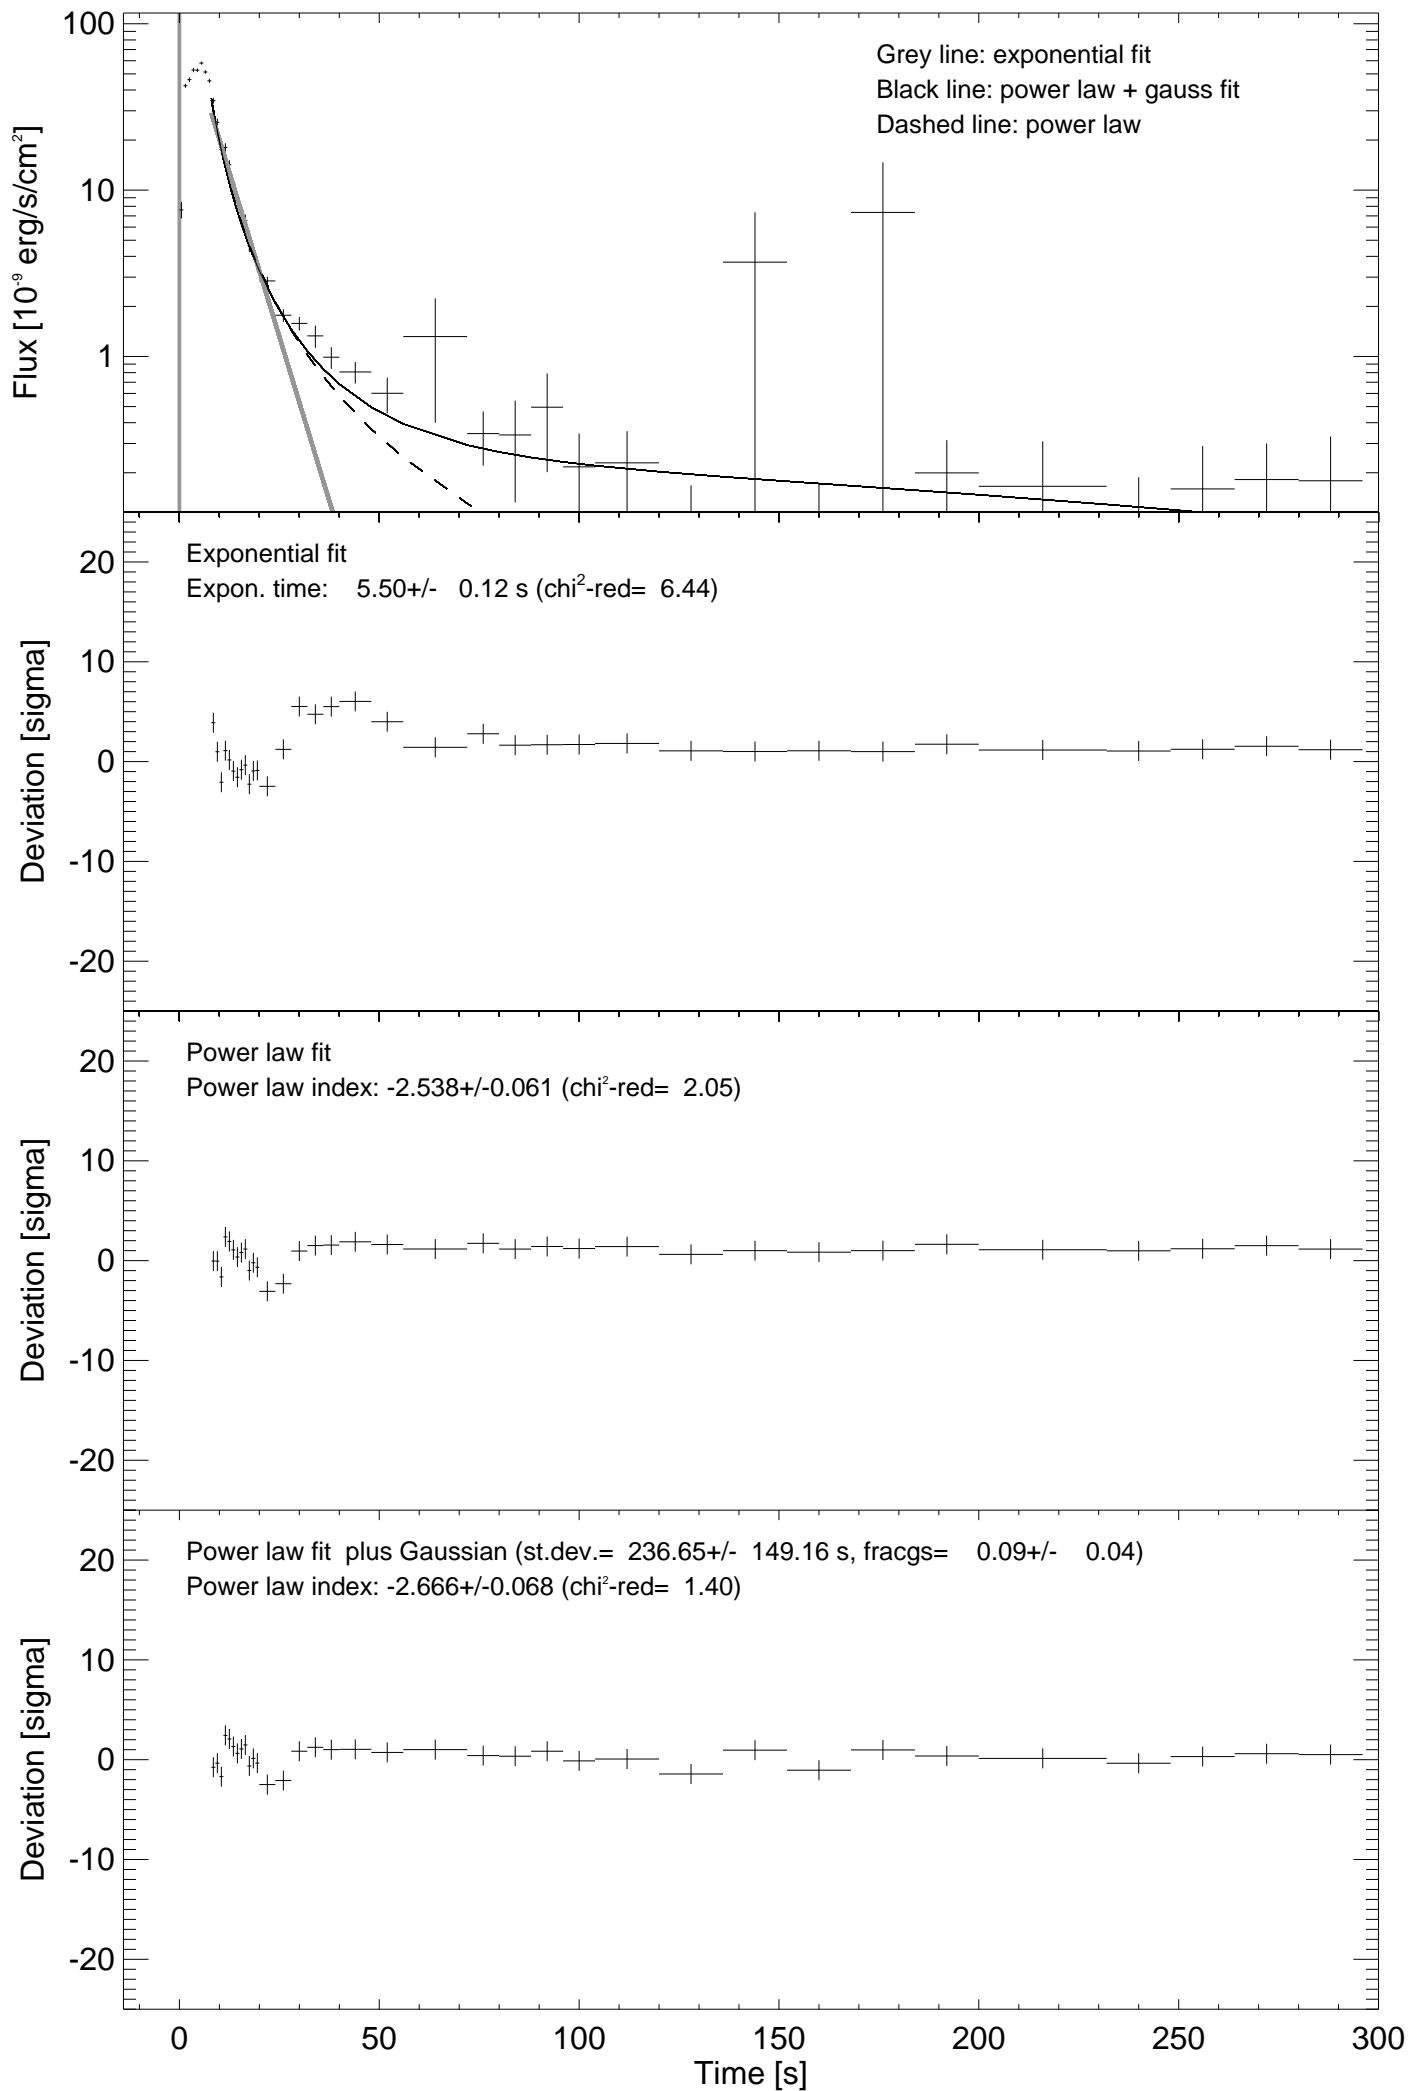 100
10
1
Flux [10⁻⁹ erg/s/cm²]
Grey line: exponential fit
Black line: power law + gauss fit
Dashed line: power law
20
10
0
-10
-20
Deviation [sigma]
Exponential fit
Expon. time: 5.50+/- 0.12 s (chi²-red= 6.44)
20
10
0
-10
-20
Deviation [sigma]
Power law fit
Power law index: -2.538+/-0.061 (chi²-red= 2.05)
20
10
0
-10
-20
Deviation [sigma]
Power law fit plus Gaussian (st.dev.= 236.65+/- 149.16 s, fracgs= 0.09+/- 0.04)
Power law index: -2.666+/-0.068 (chi²-red= 1.40)
0 50 100 150 200 250 300
Time [s]